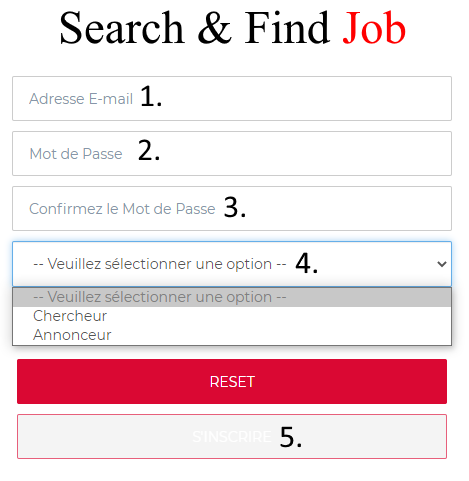 Search & Find Job
Adresse E-mail 1.
Mot de Passe 2.
Confirmez le Mot de Passe 3.
-- Veuillez sélectionner une option -- 4.
-- Veuillez sélectionner une option --
Chercheur
Annonceur
RESET
S'INSCRIRE 5.